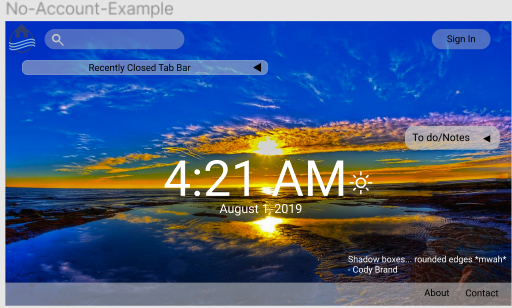 No-Account-Example
Sign In
Recently Closed Tab Bar
To do/Notes
4:21 AM
August 1, 2019
Shadow boxes... rounded edges *mwah*
- Cody Brand
About Contact